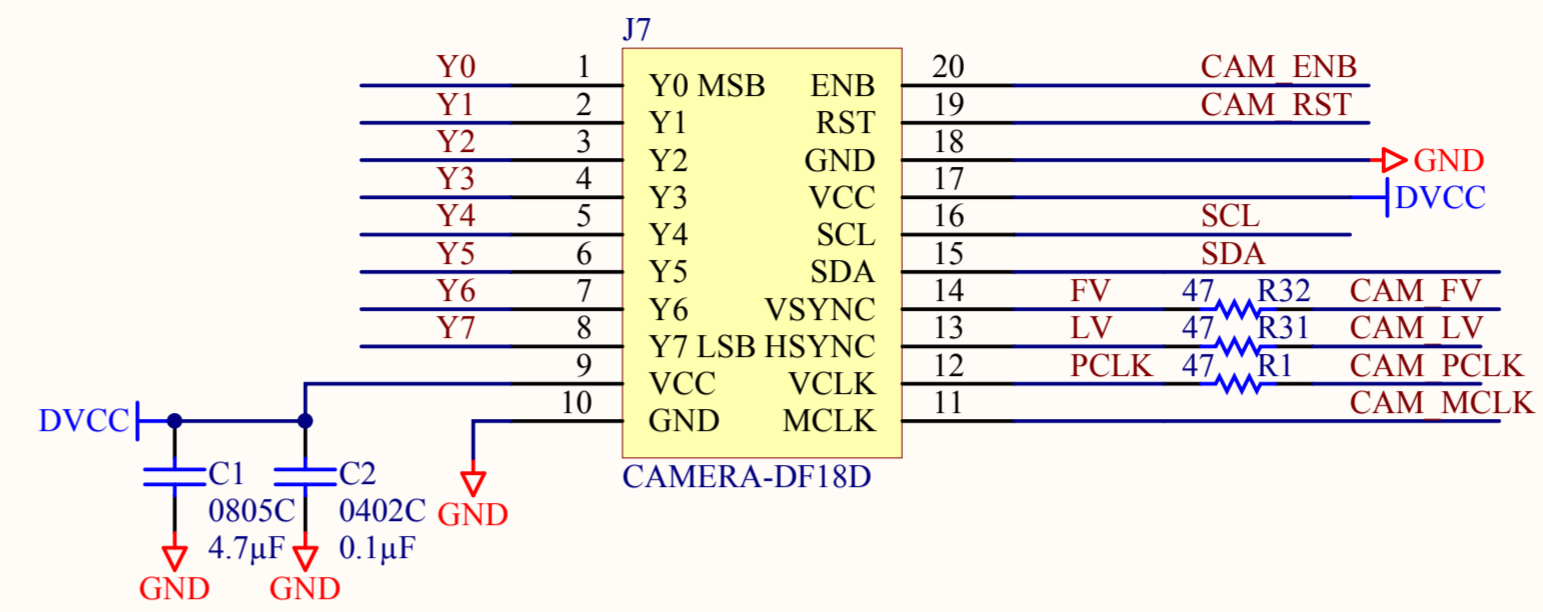 J7
Y0 1 Y0 MSB ENB 20 CAM_ENB
Y1 2 Y1 RST 19 CAM_RST
Y2 3 Y2 GND 18 GND
Y3 4 Y3 VCC 17 DVCC
Y4 5 Y4 SCL 16 SCL
Y5 6 Y5 SDA 15 SDA
Y6 7 Y6 VSYNC 14 FV 47 R32 CAM_FV
Y7 8 Y7 LSB HSYNC 13 LV 47 R31 CAM_LV
9 VCC VCLK 12 PCLK 47 R1 CAM_PCLK
DVCC 10 GND MCLK 11 CAM_MCLK
C1 C2 CAMERA-DF18D
0805C 0402C GND
4.7µF 0.1µF
GND GND